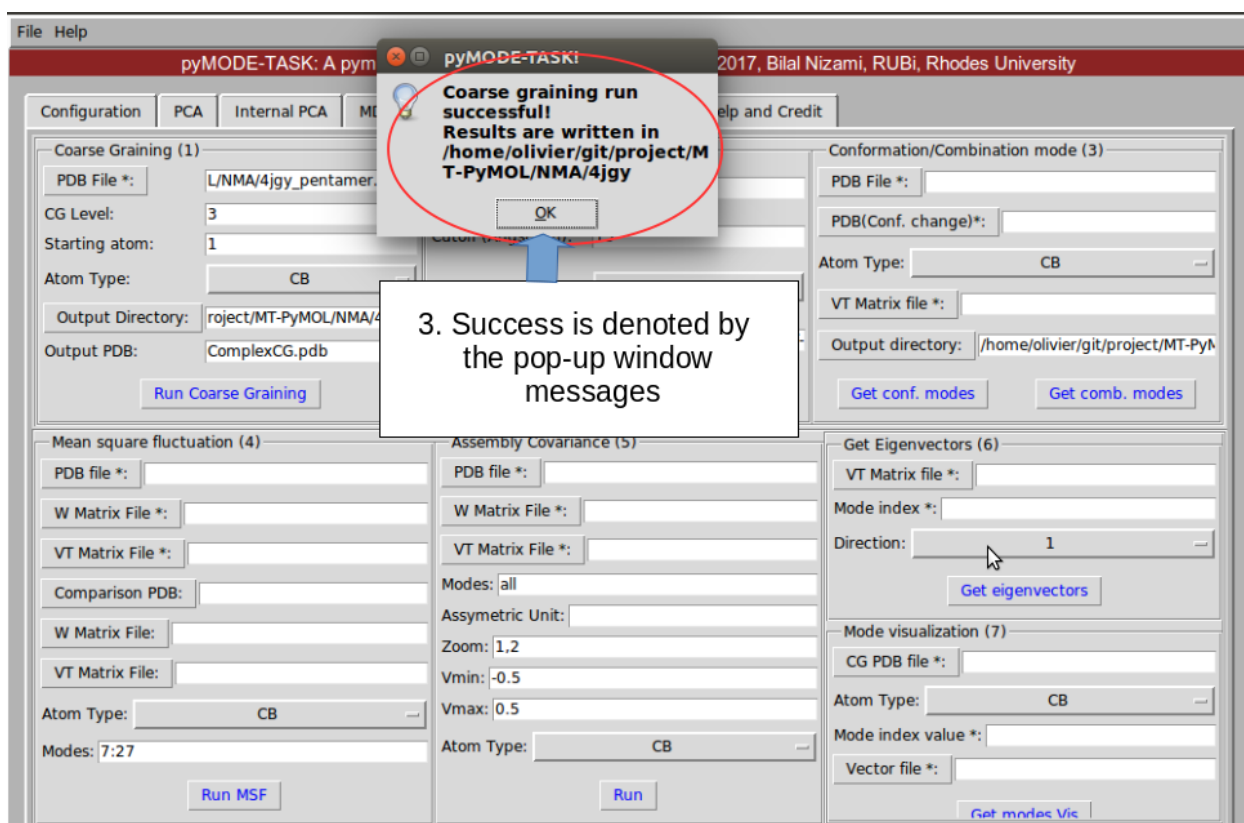 File Help
pyMODE-TASK: A pym
2017, Bilal Nizami, RUBi, Rhodes University
pyMODE-TASK!
Coarse graining run
successful!
Results are written in
/home/olivier/git/project/M
T-PyMOL/NMA/4jgy
OK
Configuration PCA Internal PCA
elp and Credit
Coarse Graining (1)
PDB File *: L/NMA/4jgy_pentamer.
CG Level: 3
Starting atom: 1
Atom Type: CB
Output Directory: roject/MT-PyMOL/NMA/4
Output PDB: ComplexCG.pdb
Run Coarse Graining
3. Success is denoted by
the pop-up window
messages
Conformation/Combination mode (3)
PDB File *:
PDB(Conf. change)*:
Atom Type: CB
VT Matrix file *:
Output directory: /home/olivier/git/project/MT-PyM
Get conf. modes Get comb. modes
Mean square fluctuation (4)
PDB file *:
W Matrix File *:
VT Matrix File *:
Comparison PDB:
W Matrix File:
VT Matrix File:
Atom Type: CB
Modes: 7:27
Run MSF
Assembly Covariance (5)
PDB file *:
W Matrix File *:
VT Matrix File *:
Modes: all
Assymetric Unit:
Zoom: 1,2
Vmin: -0.5
Vmax: 0.5
Atom Type: CB
Run
Get Eigenvectors (6)
VT Matrix file *:
Mode index *:
Direction: 1
Get eigenvectors
Mode visualization (7)
CG PDB file *:
Atom Type: CB
Mode index value *:
Vector file *:
Get modes Vis